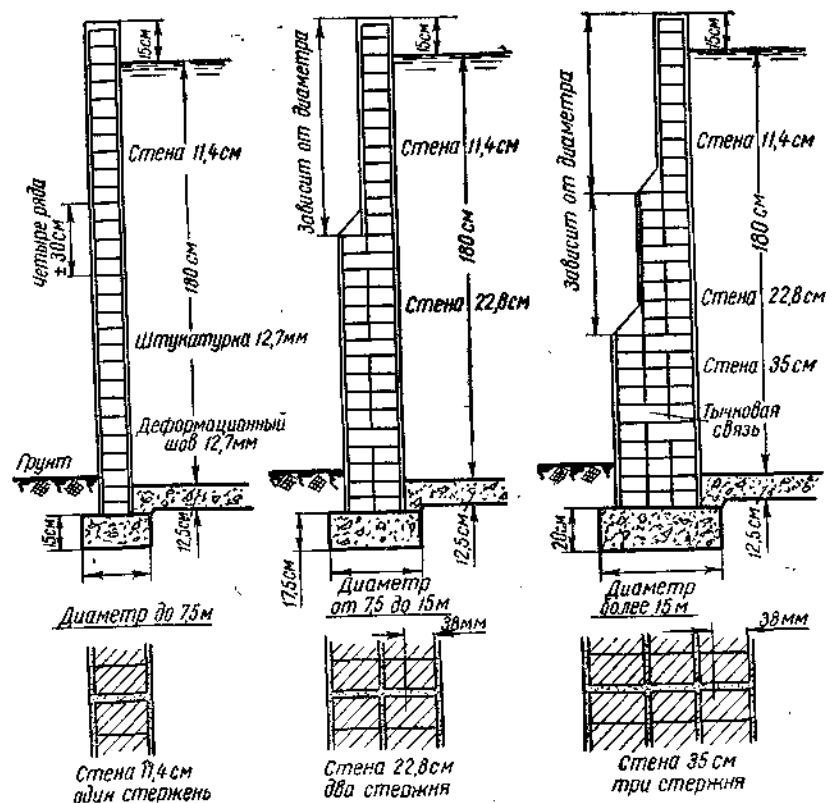 15см
Стена 11,4см
Четыре ряда
± 30см
180 см
Штукатурка 12,7мм
Деформационный
шов 12,7мм
Грунт
15см
12,5см
Диаметр до 7,5м
Стена 11,4см
один стержень
15см
Зависит от диаметра
Стена 11,4см
180 см
Стена 22,8см
17,5см
12,5см
Диаметр
от 7,5 до 15м
38мм
Стена 22,8см
два стержня
15см
Зависит от диаметра
Стена 11,4см
Зависит от диаметра
180 см
Стена 22,8см
Стена 35см
Тычковая
связь
20см
12,5см
Диаметр
более 15м
38мм
Стена 35см
три стержня